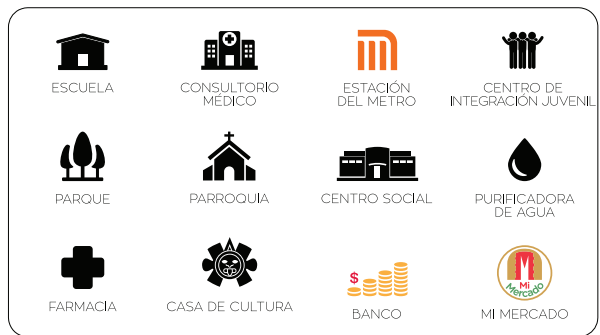 ESCUELA
CONSULTORIO
MÉDICO
ESTACIÓN
DEL METRO
CENTRO DE
INTEGRACIÓN JUVENIL
PARQUE
PARROQUIA
CENTRO SOCIAL
PURIFICADORA
DE AGUA
FARMACIA
CASA DE CULTURA
$
BANCO
Mi
Mercado
MI MERCADO